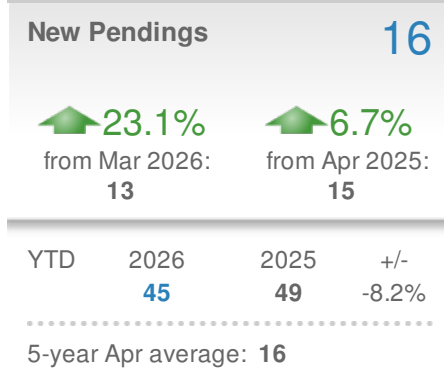 New Pendings 16
23.1% 6.7%
from Mar 2026: from Apr 2025:
13 15
YTD 2026 2025 +/-
45 49 -8.2%
5-year Apr average: 16